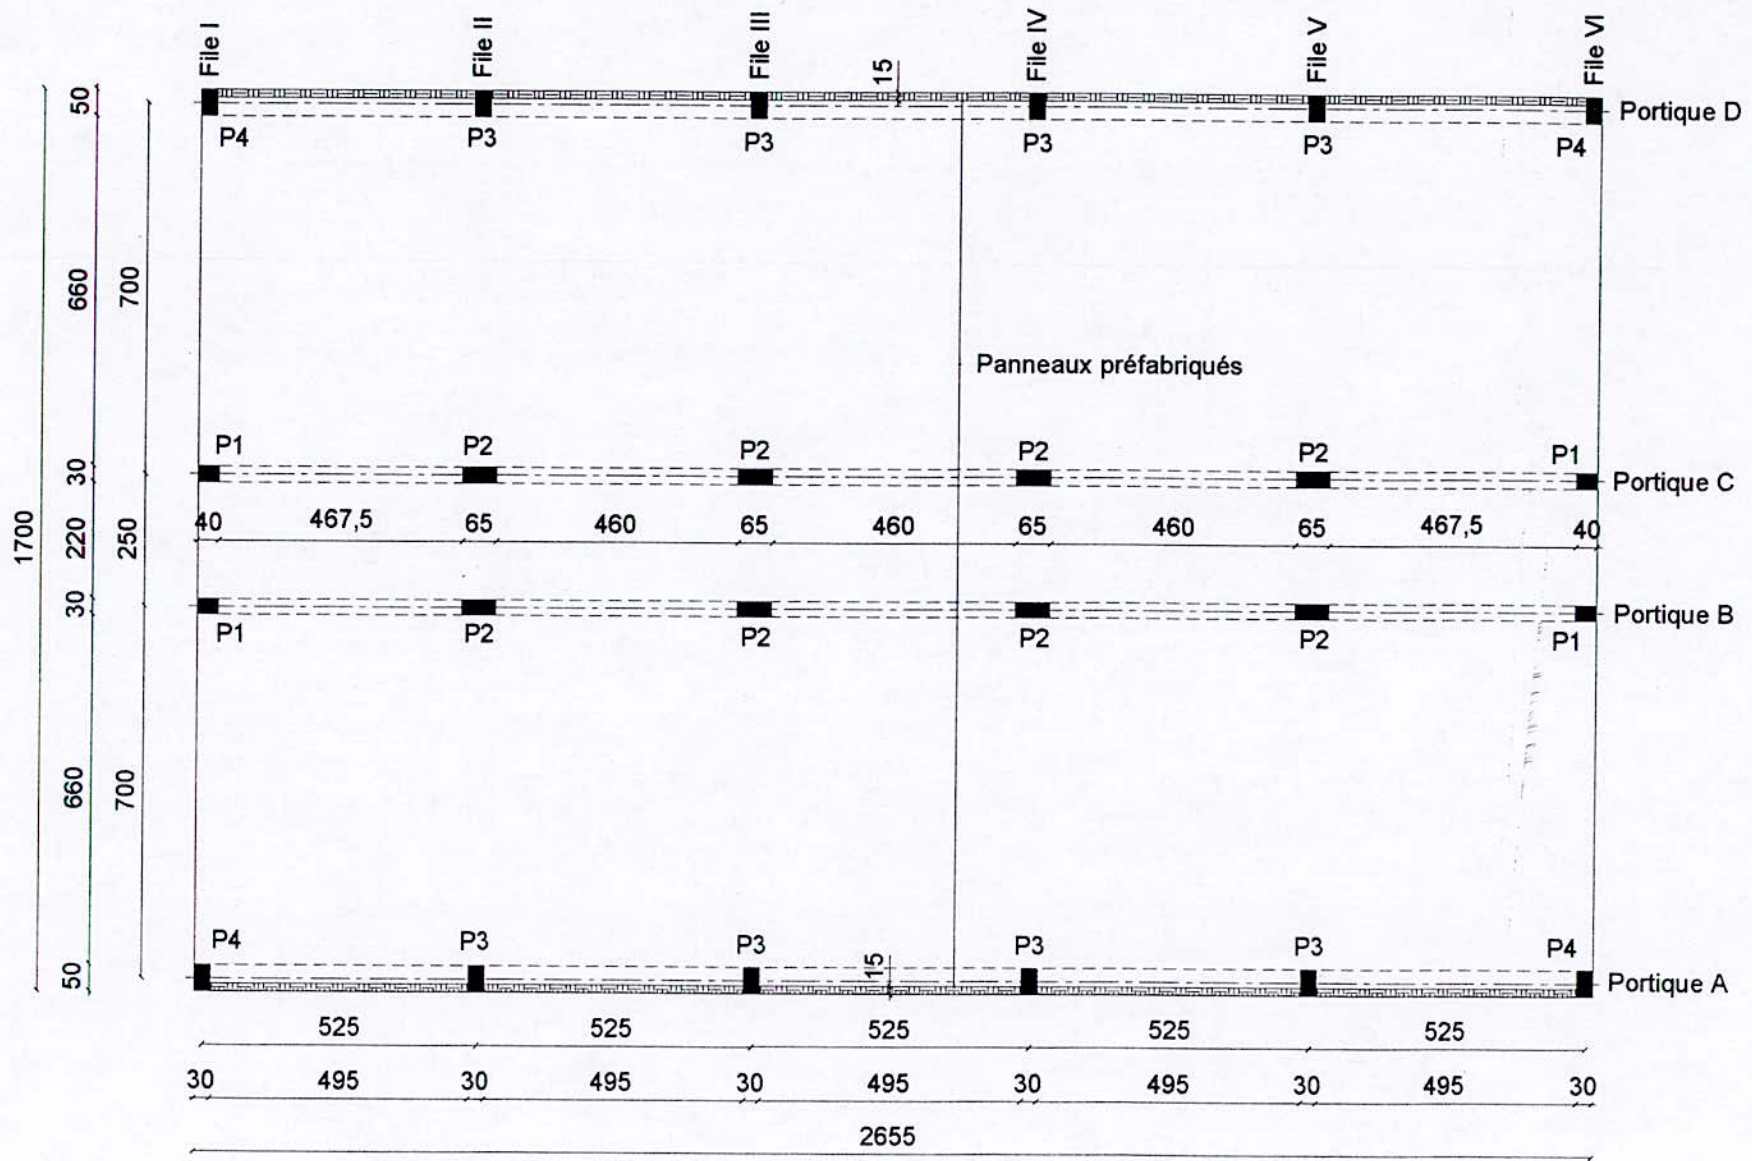 File I File II File III File IV File V File VI
15
50
Portique D
P4 P3 P3 P3 P3 P4
660
700
Panneaux préfabriqués
P1 P2 P2 P2 P2 P1
30
Portique C
40 467,5 65 460 65 460 65 460 65 467,5 40
1700
220
250
30
Portique B
P1 P2 P2 P2 P2 P1
660
700
P4 P3 P3 P3 P3 P4
15
50
Portique A
525 525 525 525 525
30 495 30 495 30 495 30 495 30 495 30
2655